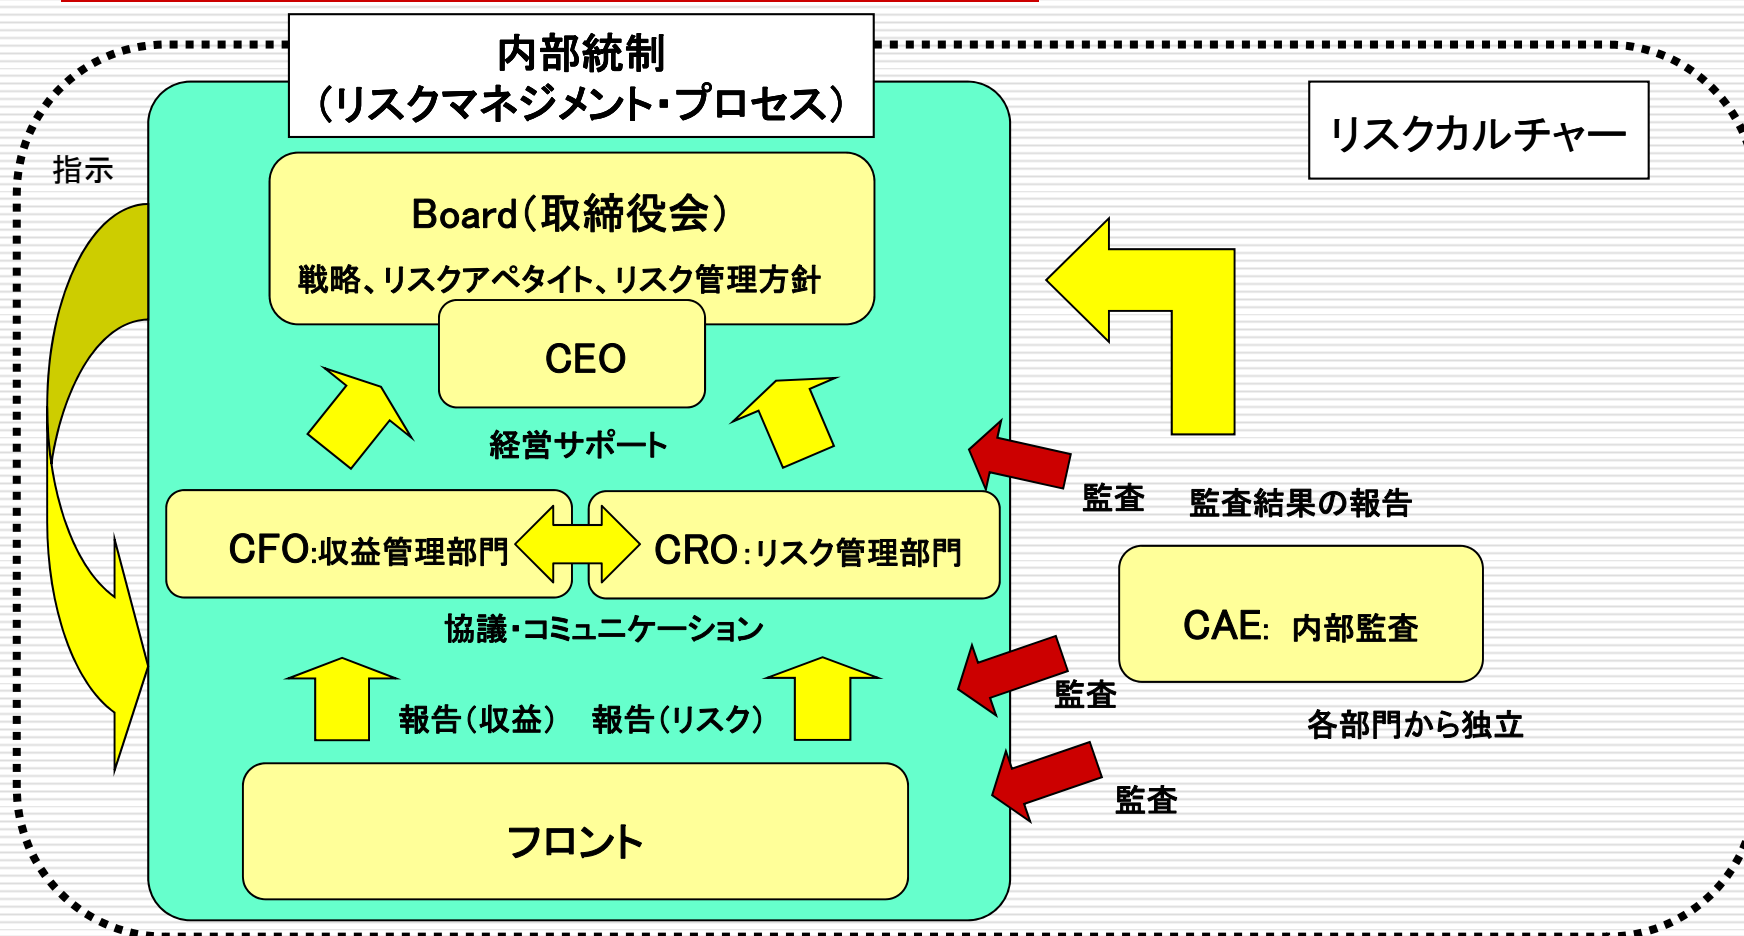 内部統制
（リスクマネジメント・プロセス）
リスクカルチャー
指示
Board（取締役会）
戦略、リスクアペタイト、リスク管理方針
CEO
経営サポート
監査
監査結果の報告
CFO:収益管理部門
CRO:リスク管理部門
CAE: 内部監査
協議・コミュニケーション
監査
報告（収益）
報告（リスク）
各部門から独立
監査
フロント